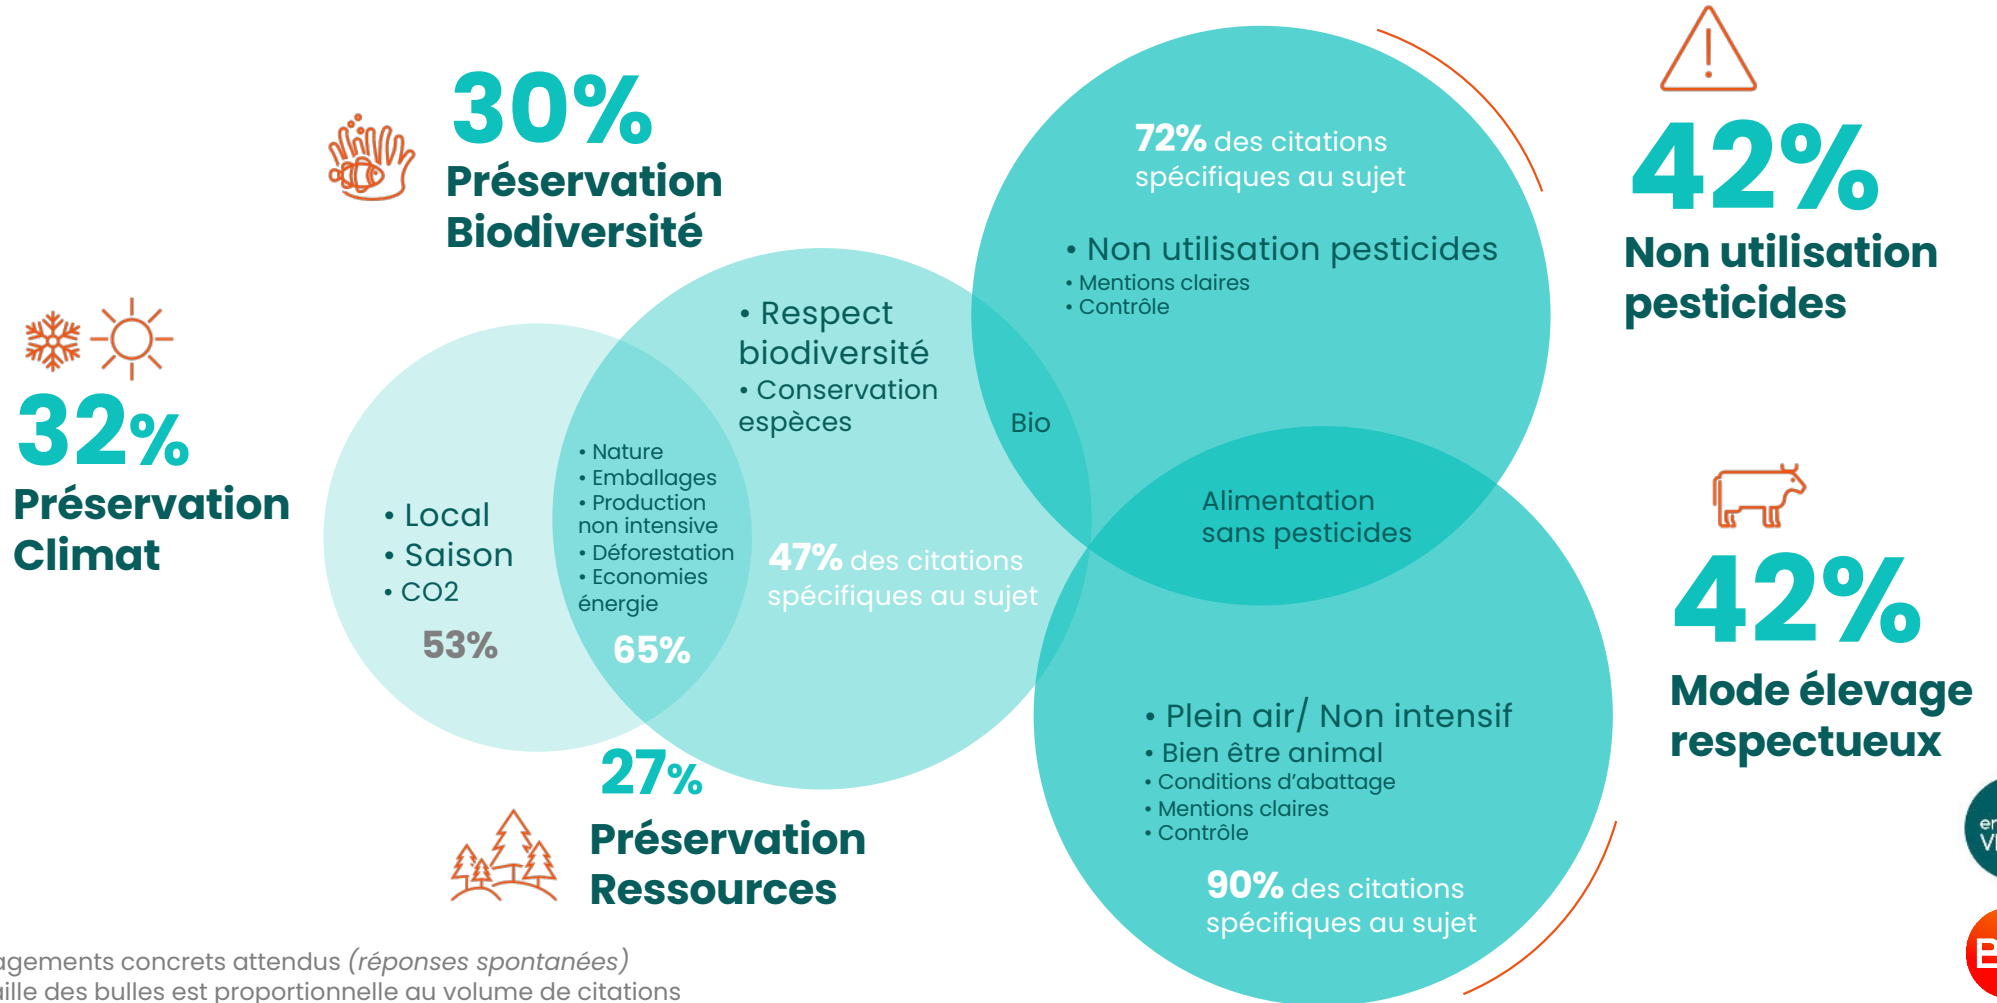 30%
Préservation
Biodiversité
32%
Préservation
Climat
• Local
• Saison
• CO2
53%
• Nature
• Emballages
• Production
non intensive
• Déforestation
• Economies
énergie
65%
27%
Préservation
Ressources
• Respect
biodiversité
• Conservation
espèces
47% des citations
spécifiques au sujet
Bio
72% des citations
spécifiques au sujet
• Non utilisation pesticides
• Mentions claires
• Contrôle
42%
Non utilisation
pesticides
Alimentation
sans pesticides
42%
Mode élevage
respectueux
• Plein air/ Non intensif
• Bien être animal
• Conditions d'abattage
• Mentions claires
• Contrôle
90% des citations
spécifiques au sujet
agements concrets attendus (réponses spontanées)
aille des bulles est proportionnelle au volume de citations